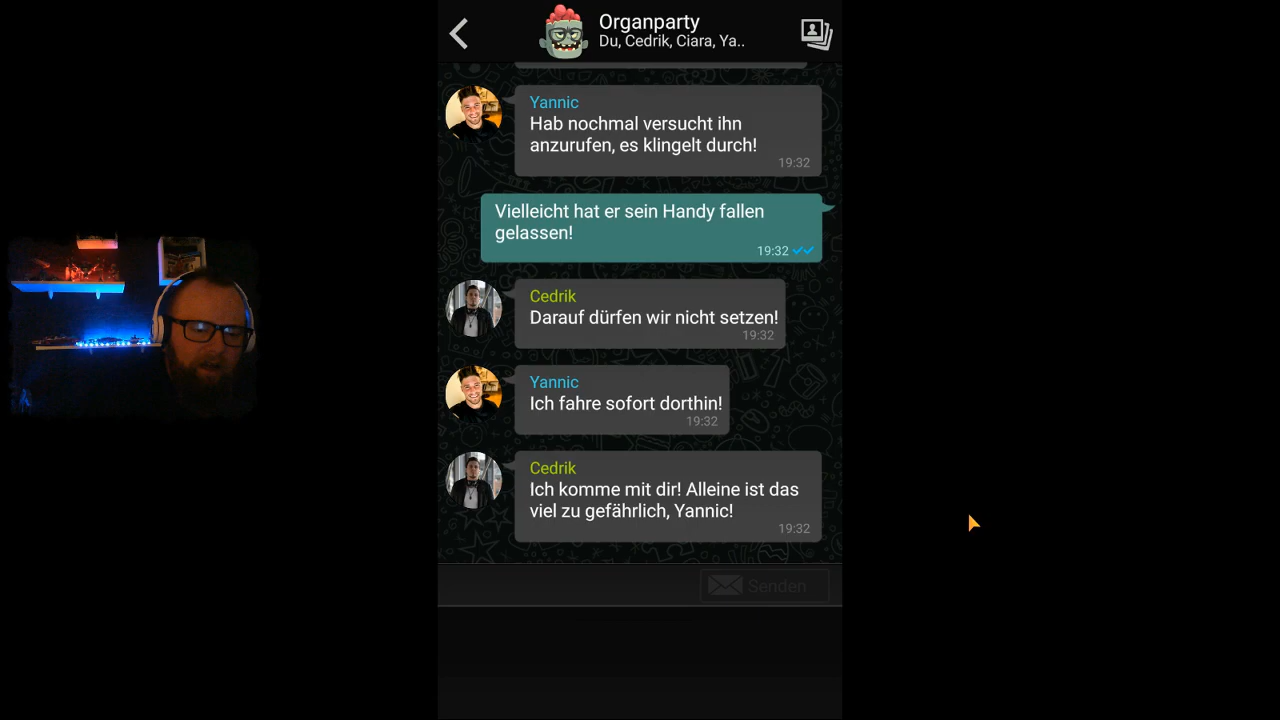 Organparty
Du, Cedrik, Ciara, Ya..
Yannic
Hab nochmal versucht ihn
anzurufen, es klingelt durch!
19:32
Vielleicht hat er sein Handy fallen
gelassen!
19:32
Cedrik
Darauf dürfen wir nicht setzen!
19:32
Yannic
Ich fahre sofort dorthin!
19:32
Cedrik
Ich komme mit dir! Alleine ist das
viel zu gefährlich, Yannic!
19:32
Senden